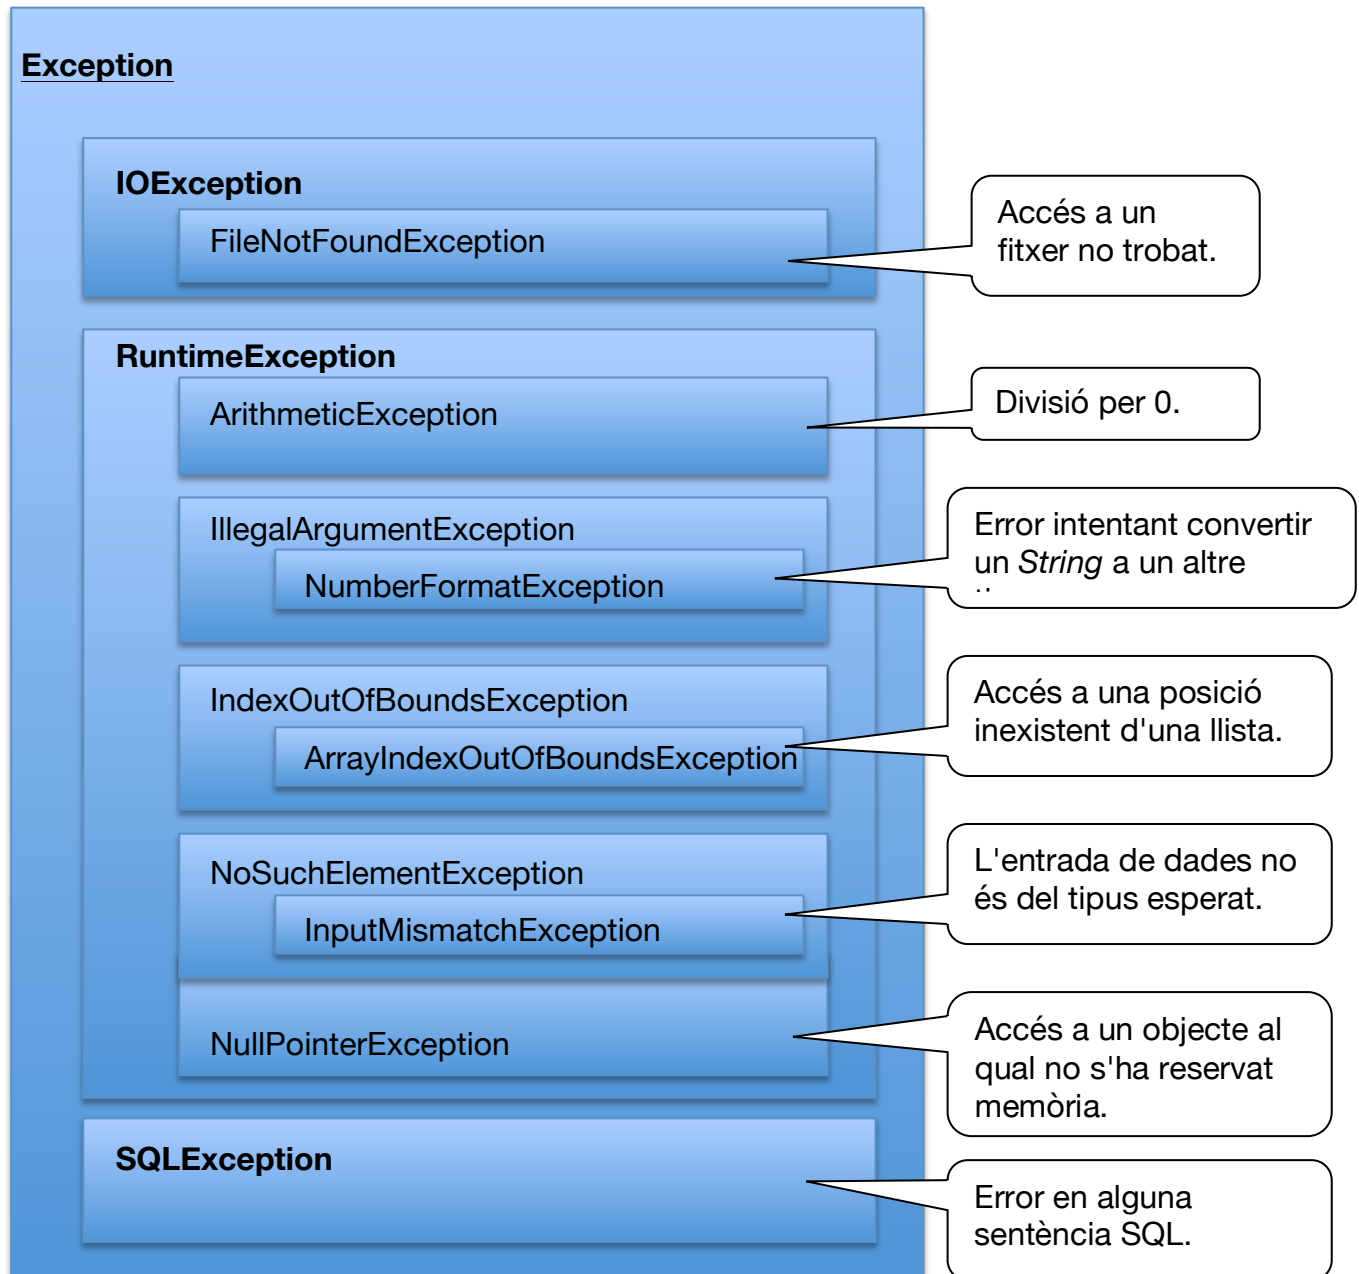 Exception
IOException
FileNotFoundException
Accés a un
fitxer no trobat.
RuntimeException
ArithmeticException
Divisió per 0.
IllegalArgumentException
NumberFormatException
Error intentant convertir
un String a un altre
IndexOutOfBoundsException
ArrayIndexOutOfBoundsException
Accés a una posició
inexistent d'una llista.
NoSuchElementException
InputMismatchException
L'entrada de dades no
és del tipus esperat.
NullPointerException
Accés a un objecte al
qual no s'ha reservat
memòria.
SQLException
Error en alguna
sentència SQL.